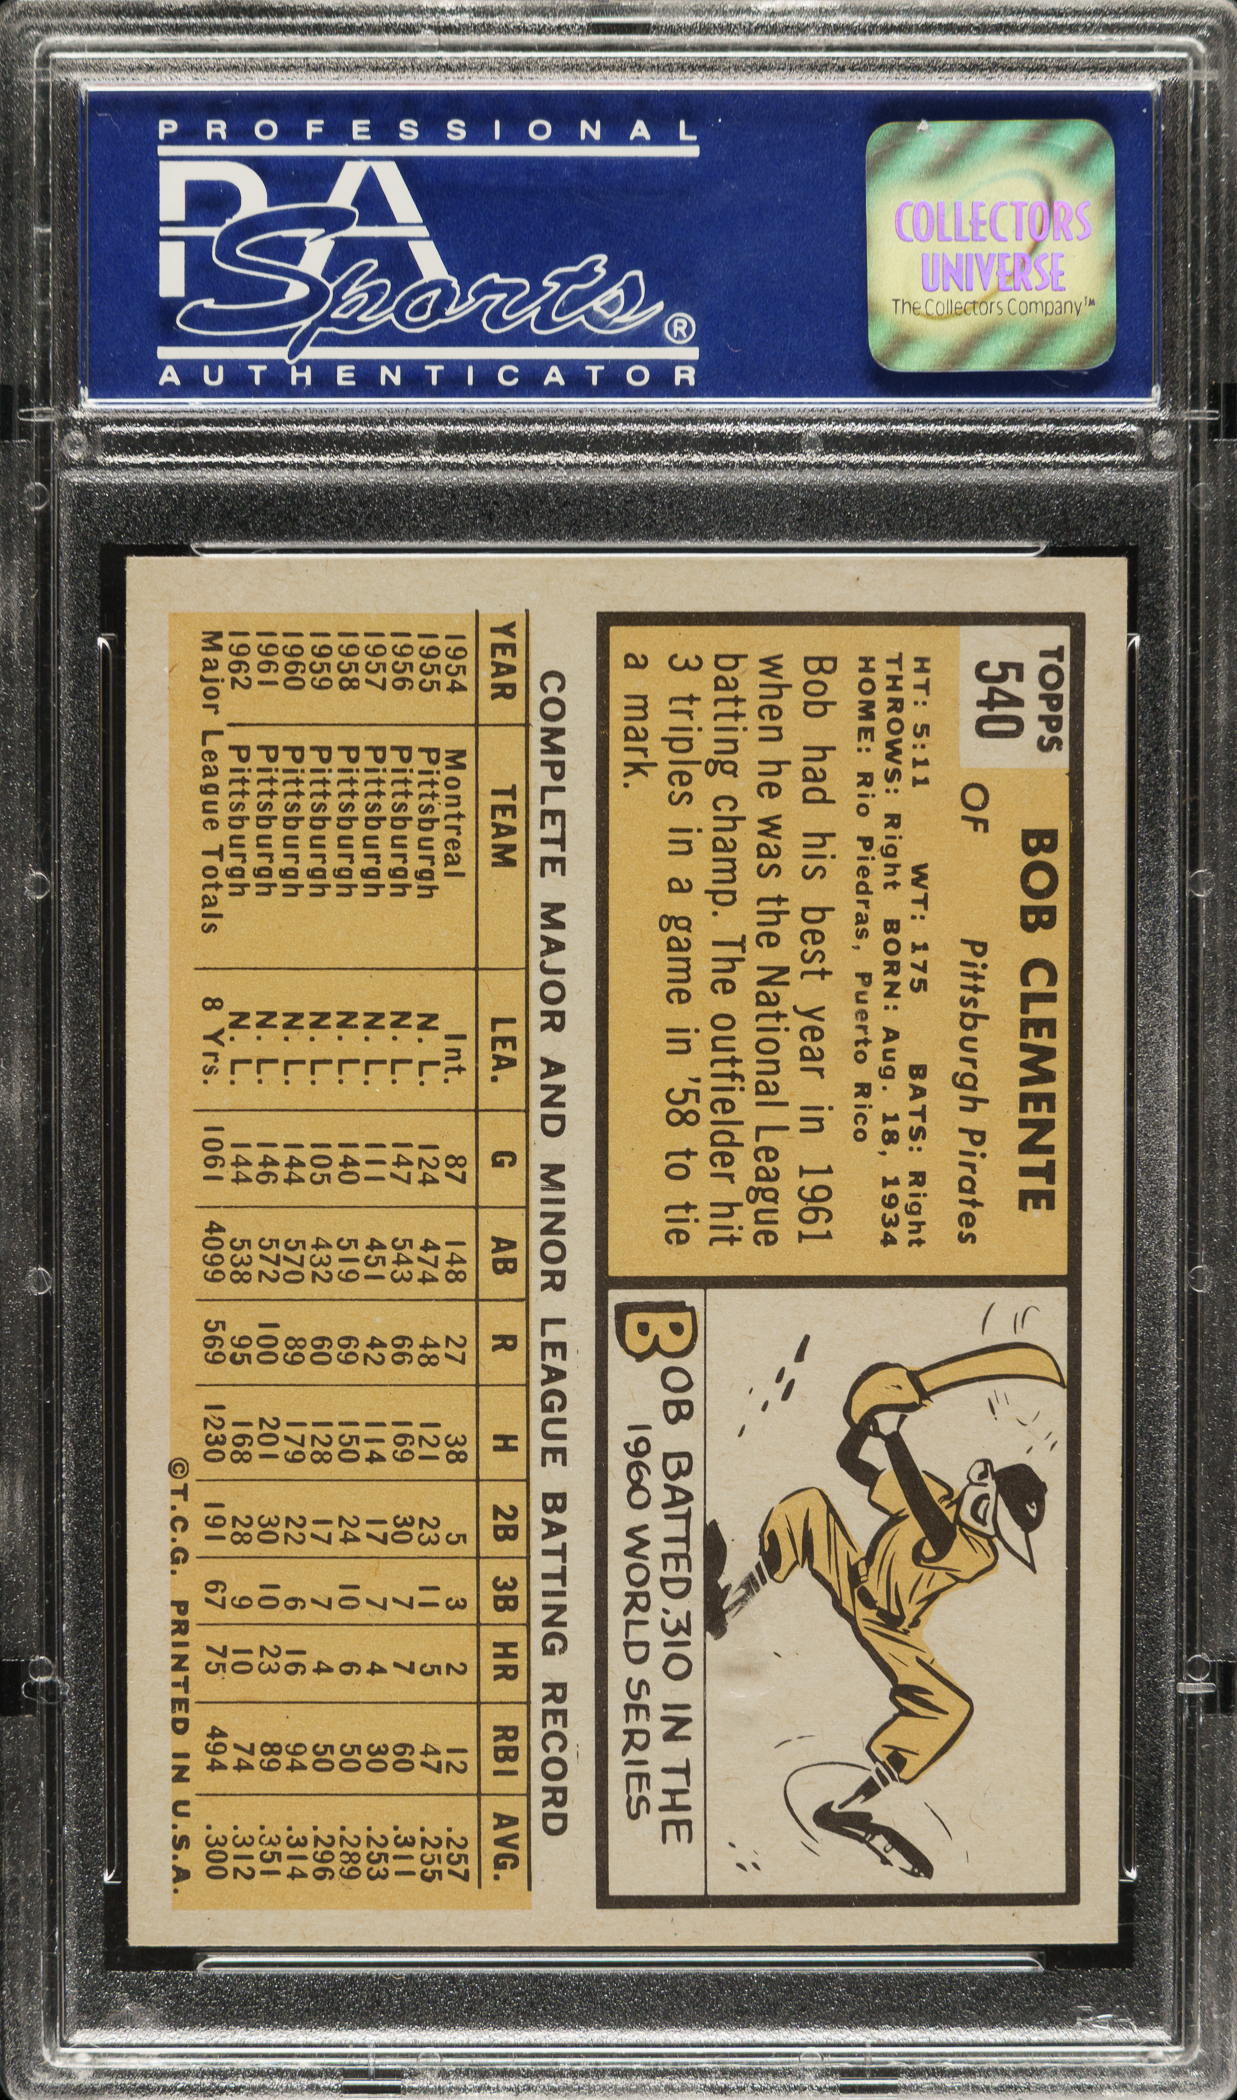 PROFESSIONAL
PSA
Sports®
AUTHENTICATOR
COLLECTORS
UNIVERSE
The Collectors Company™
TOPPS
540
BOB CLEMENTE
OF Pittsburgh Pirates
HT: 5:11 WT: 175 BATS: Right
THROWS: Right BORN: Aug. 18, 1934
HOME: Rio Piedras, Puerto Rico
Bob had his best year in 1961
when he was the National League
batting champ. The outfielder hit
3 triples in a game in '58 to tie
a mark.
BOB BATTED .310 IN THE
1960 WORLD SERIES
COMPLETE MAJOR AND MINOR LEAGUE BATTING RECORD
YEAR TEAM LEA. G AB R H 2B 3B HR RBI AVG.
1954 Montreal Int. 87 148 27 38 5 3 2 12 .257
1955 Pittsburgh N. L. 124 474 48 121 23 11 5 47 .255
1956 Pittsburgh N. L. 147 543 66 169 30 7 7 60 .311
1957 Pittsburgh N. L. 111 451 42 114 17 7 4 30 .253
1958 Pittsburgh N. L. 140 519 69 150 24 10 6 50 .289
1959 Pittsburgh N. L. 105 432 60 128 17 7 4 50 .296
1960 Pittsburgh N. L. 144 570 89 179 22 6 16 94 .314
1961 Pittsburgh N. L. 146 572 100 201 30 10 23 89 .351
1962 Pittsburgh N. L. 144 538 95 168 28 9 10 74 .312
Major League Totals 8 Yrs. 1061 4099 569 1230 191 67 75 494 .300
©T.C.G. PRINTED IN U.S.A.